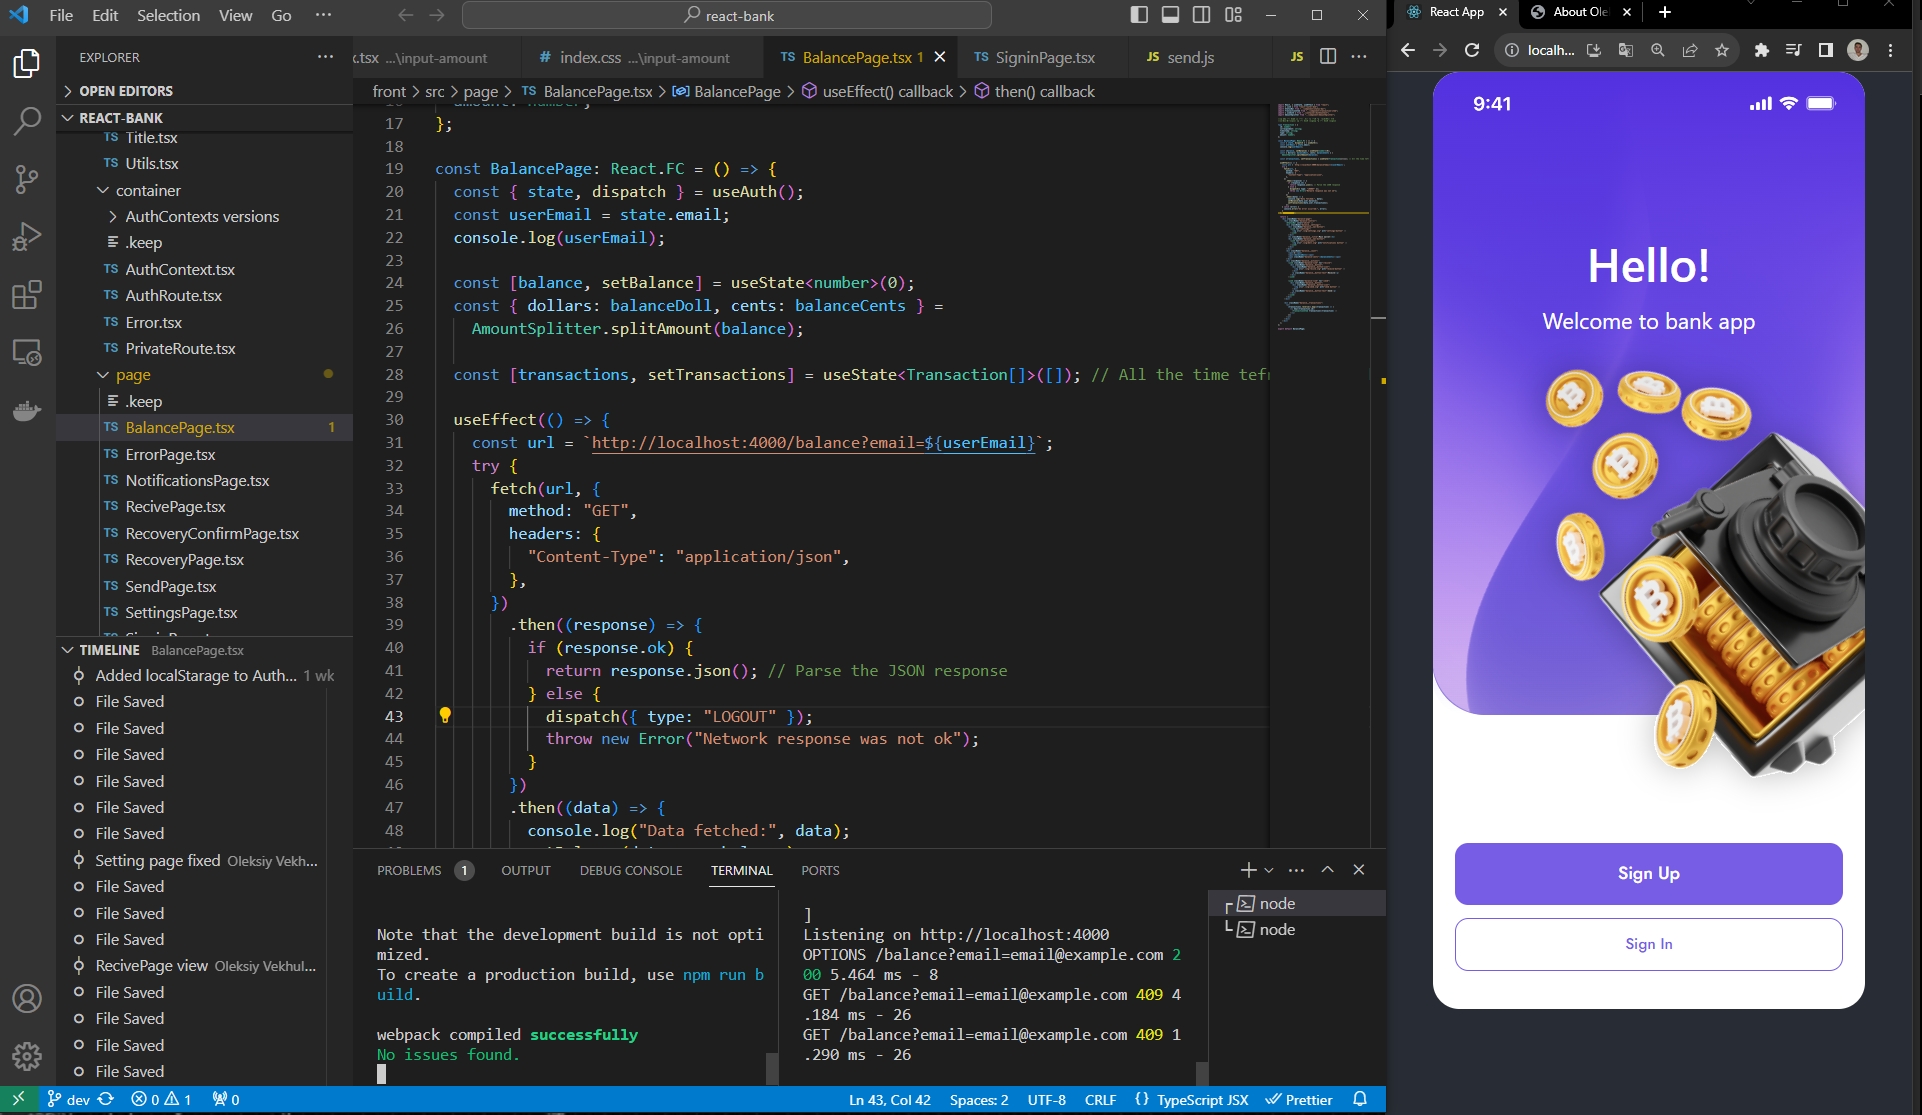 File Edit Selection View Go ··· react-bank
EXPLORER ···
OPEN EDITORS
REACT-BANK
TS Title.tsx
TS Utils.tsx
container
AuthContexts versions
.keep
TS AuthContext.tsx
TS AuthRoute.tsx
TS Error.tsx
TS PrivateRoute.tsx
page
.keep
TS BalancePage.tsx 1
TS ErrorPage.tsx
TS NotificationsPage.tsx
TS RecivePage.tsx
TS RecoveryConfirmPage.tsx
TS RecoveryPage.tsx
TS SendPage.tsx
TS SettingsPage.tsx
TIMELINE BalancePage.tsx
Added localStarage to Auth... 1 wk
File Saved
File Saved
File Saved
File Saved
File Saved
File Saved
Setting page fixed Oleksiy Vekh...
File Saved
File Saved
File Saved
RecivePage view Oleksiy Vekhul...
File Saved
File Saved
File Saved
File Saved
.tsx ...\input-amount # index.css ...\input-amount TS BalancePage.tsx 1 TS SigninPage.tsx JS send.js JS ···
front > src > page > TS BalancePage.tsx > BalancePage > useEffect() callback > then() callback
16 amount: number;
17 };
18
19 const BalancePage: React.FC = () => {
20 const { state, dispatch } = useAuth();
21 const userEmail = state.email;
22 console.log(userEmail);
23
24 const [balance, setBalance] = useState<number>(0);
25 const { dollars: balanceDoll, cents: balanceCents } =
26 AmountSplitter.splitAmount(balance);
27
28 const [transactions, setTransactions] = useState<Transaction[]>([]); // All the time tefr
29
30 useEffect(() => {
31 const url = `http://localhost:4000/balance?email=${userEmail}`;
32 try {
33 fetch(url, {
34 method: "GET",
35 headers: {
36 "Content-Type": "application/json",
37 },
38 })
39 .then((response) => {
40 if (response.ok) {
41 return response.json(); // Parse the JSON response
42 } else {
43 dispatch({ type: "LOGOUT" });
44 throw new Error("Network response was not ok");
45 }
46 })
47 .then((data) => {
48 console.log("Data fetched:", data);
PROBLEMS 1 OUTPUT DEBUG CONSOLE TERMINAL PORTS
Note that the development build is not opti
mized.
To create a production build, use npm run b
uild.
webpack compiled successfully
No issues found.
]
Listening on http://localhost:4000
OPTIONS /balance?email=email@example.com 2
00 5.464 ms - 8
GET /balance?email=email@example.com 409 4
.184 ms - 26
GET /balance?email=email@example.com 409 1
.290 ms - 26
node
node
dev 0 1 0 Ln 43, Col 42 Spaces: 2 UTF-8 CRLF {} TypeScript JSX Prettier
React App About Ole
localh...
9:41
Hello!
Welcome to bank app
Sign Up
Sign In